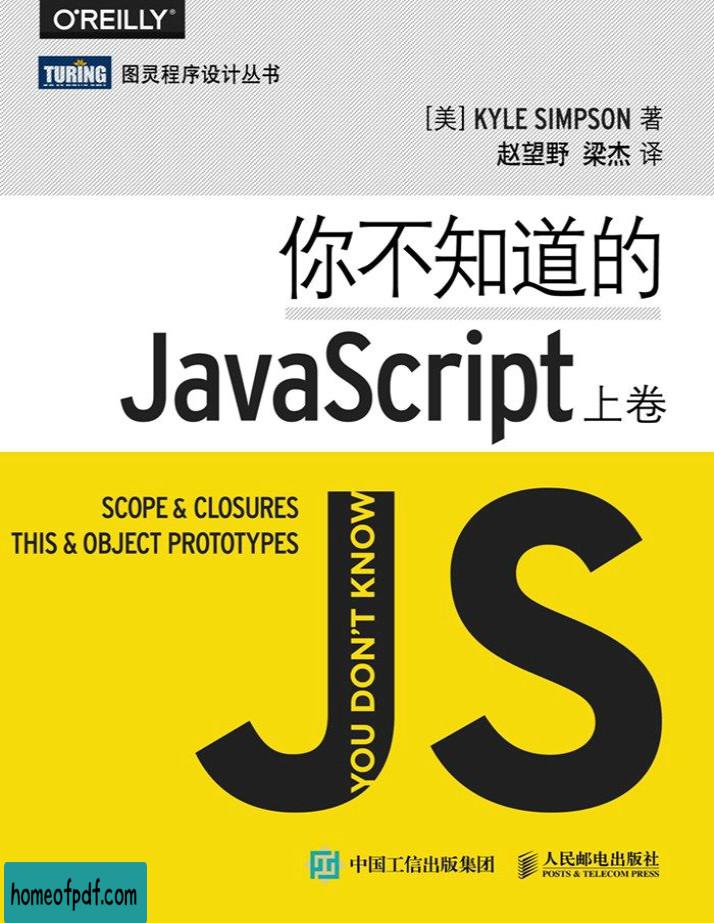 O'REILLY®
TURING 图灵程序设计丛书
[美] KYLE SIMPSON 著
赵望野 梁杰 译
你不知道的
JavaScript 上卷
SCOPE & CLOSURES
THIS & OBJECT PROTOTYPES
JS
YOU DON'T KNOW
中国工信出版集团 人民邮电出版社
POSTS & TELECOM PRESS
homeofpdf.com